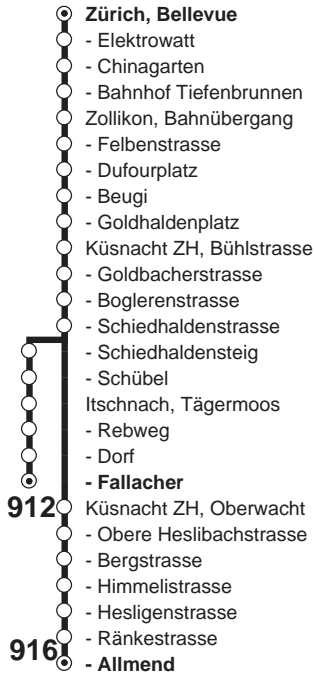 Zürich, Bellevue
- Elektrowatt
- Chinagarten
- Bahnhof Tiefenbrunnen
Zollikon, Bahnübergang
- Felbenstrasse
- Dufourplatz
- Beugi
- Goldhaldenplatz
Küsnacht ZH, Bühlstrasse
- Goldbacherstrasse
- Boglerenstrasse
- Schiedhaldenstrasse
- Schiedhaldensteig
- Schübel
Itschnach, Tägermoos
- Rebweg
- Dorf
- Fallacher
912 Küsnacht ZH, Oberwacht
- Obere Heslibachstrasse
- Bergstrasse
- Himmelistrasse
- Hesligenstrasse
- Ränkestrasse
916 - Allmend